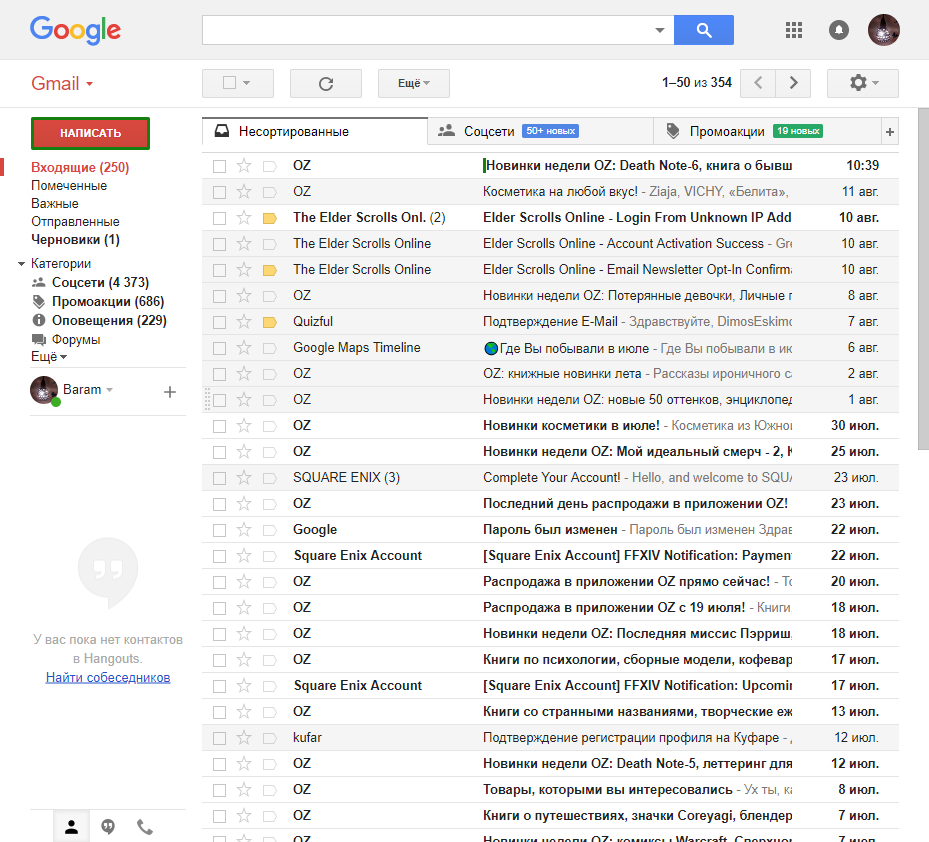 Google
Gmail
Ещё
1–50 из 354
НАПИСАТЬ
Входящие (250)
Помеченные
Важные
Отправленные
Черновики (1)
Категории
Соцсети (4 373)
Промоакции (686)
Оповещения (229)
Форумы
Ещё
Baram
У вас пока нет контактов
в Hangouts.
Найти собеседников
Несортированные Соцсети 50+ новых Промоакции 19 новых +
OZ Новинки недели OZ: Death Note-6, книга о бывш 10:39
OZ Косметика на любой вкус! - Ziaja, VICHY, «Белита», 11 авг.
The Elder Scrolls Onl. (2) Elder Scrolls Online - Login From Unknown IP Add 10 авг.
The Elder Scrolls Online Elder Scrolls Online - Account Activation Success - Gre 10 авг.
The Elder Scrolls Online Elder Scrolls Online - Email Newsletter Opt-In Confirma 10 авг.
OZ Новинки недели OZ: Потерянные девочки, Личные 8 авг.
Quizful Подтверждение E-Mail - Здравствуйте, DimosEskimo 7 авг.
Google Maps Timeline Где Вы побывали в июле - Где Вы побывали в ию 6 авг.
OZ OZ: книжные новинки лета - Рассказы ироничного са 2 авг.
OZ Новинки недели OZ: новые 50 оттенков, энциклопед 1 авг.
OZ Новинки косметики в июле! - Косметика из Южно 30 июл.
OZ Новинки недели OZ: Мой идеальный смерч - 2, К 25 июл.
SQUARE ENIX (3) Complete Your Account! - Hello, and welcome to SQUA 23 июл.
OZ Последний день распродажи в приложении OZ! 23 июл.
Google Пароль был изменен - Пароль был изменен Здрав 22 июл.
Square Enix Account [Square Enix Account] FFXIV Notification: Paymen 22 июл.
OZ Распродажа в приложении OZ прямо сейчас! - То 20 июл.
OZ Распродажа в приложении OZ с 19 июля! - Книги, 18 июл.
OZ Новинки недели OZ: Последняя миссис Пэрриш, 18 июл.
OZ Книги по психологии, сборные модели, кофевар 17 июл.
Square Enix Account [Square Enix Account] FFXIV Notification: Upcomin 17 июл.
OZ Книги со странными названиями, творческие еж 13 июл.
kufar Подтверждение регистрации профиля на Куфаре - 12 июл.
OZ Новинки недели OZ: Death Note-5, леттеринг для 12 июл.
OZ Товары, которыми вы интересовались - Ух ты, ка 8 июл.
OZ Книги о путешествиях, значки Coreyagi, блендер 7 июл.
OZ Новинки недели OZ: комиксы Warcraft, Сверхнов 7 июл.